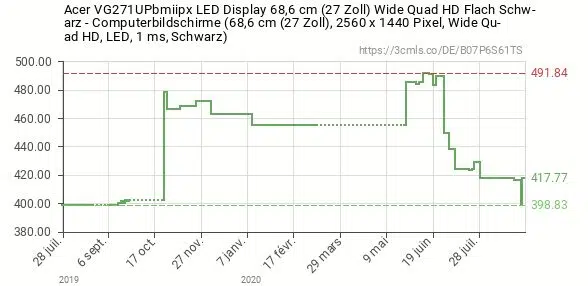 Acer VG271UPbmiipx LED Display 68,6 cm (27 Zoll) Wide Quad HD Flach Schw-
arz - Computerbildschirme (68,6 cm (27 Zoll), 2560 x 1440 Pixel, Wide Qu-
ad HD, LED, 1 ms, Schwarz)
https://3cmls.co/DE/B07P6S61TS
491.84
500.00
480.00
460.00
440.00
420.00
417.77
400.00
398.83
380.00
28 juil.
6 sept.
17 oct.
27 nov.
7 janv.
17 févr.
29 mars
9 mai
19 juin
28 juil.
2019
2020